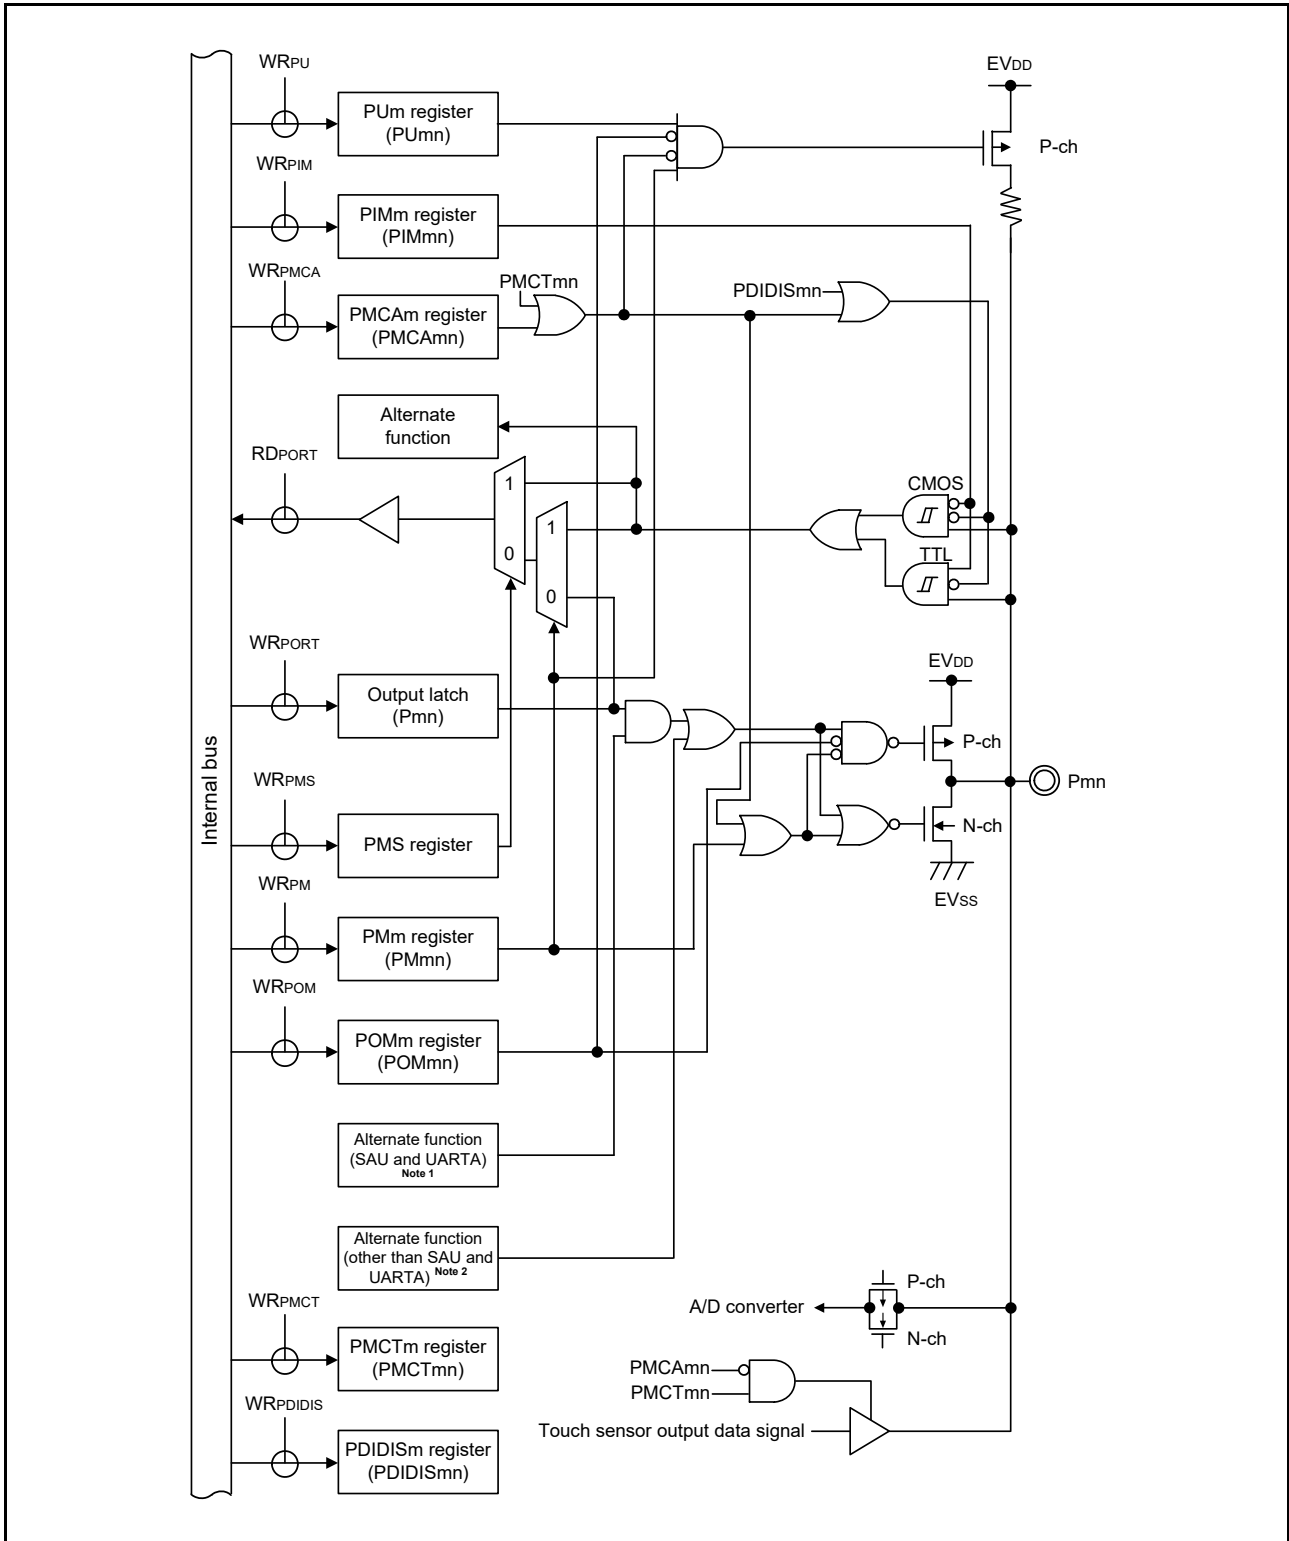 WRPU
EVDD
PUm register
(PUmn)
P-ch
WRPIM
PIMm register
(PIMmn)
WRPMCA
PMCTmn
PDIDISmn
PMCAm register
(PMCAmn)
Alternate
function
RDPORT
CMOS
1
1
0
TTL
0
WRPORT
EVDD
Output latch
(Pmn)
P-ch
Internal bus
WRPMS
Pmn
PMS register
N-ch
WRPM
EVSS
PMm register
(PMmn)
WRPOM
POMm register
(POMmn)
Alternate function
(SAU and UARTA)
Note 1
Alternate function
(other than SAU and
UARTA) Note 2
P-ch
WRPMCT
A/D converter
N-ch
PMCTm register
(PMCTmn)
PMCAmn
PMCTmn
WRPDIDIS
Touch sensor output data signal
PDIDISm register
(PDIDISmn)